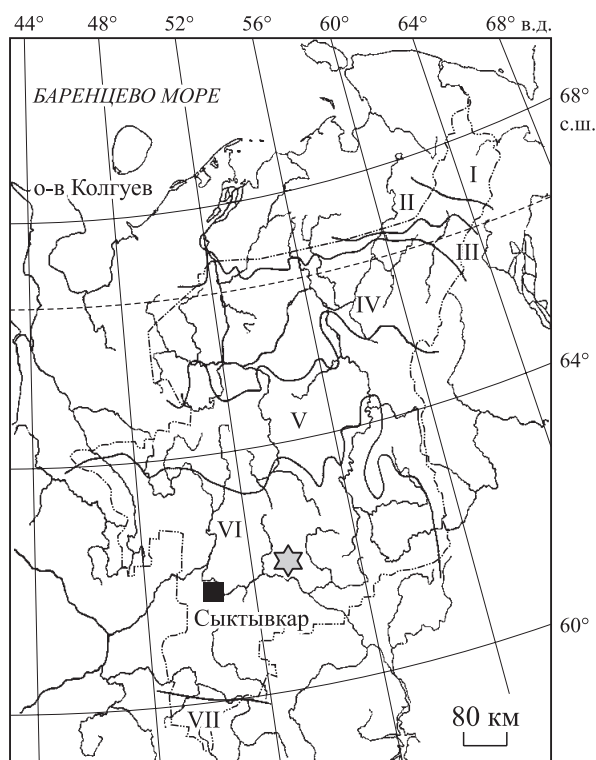 44° 48° 52° 56° 60° 64° 68° в.д.
БАРЕНЦЕВО МОРЕ
68°
с.ш.
о-в Колгуев
I
II
III
IV
64°
V
VI
Сыктывкар
60°
VII
80 км